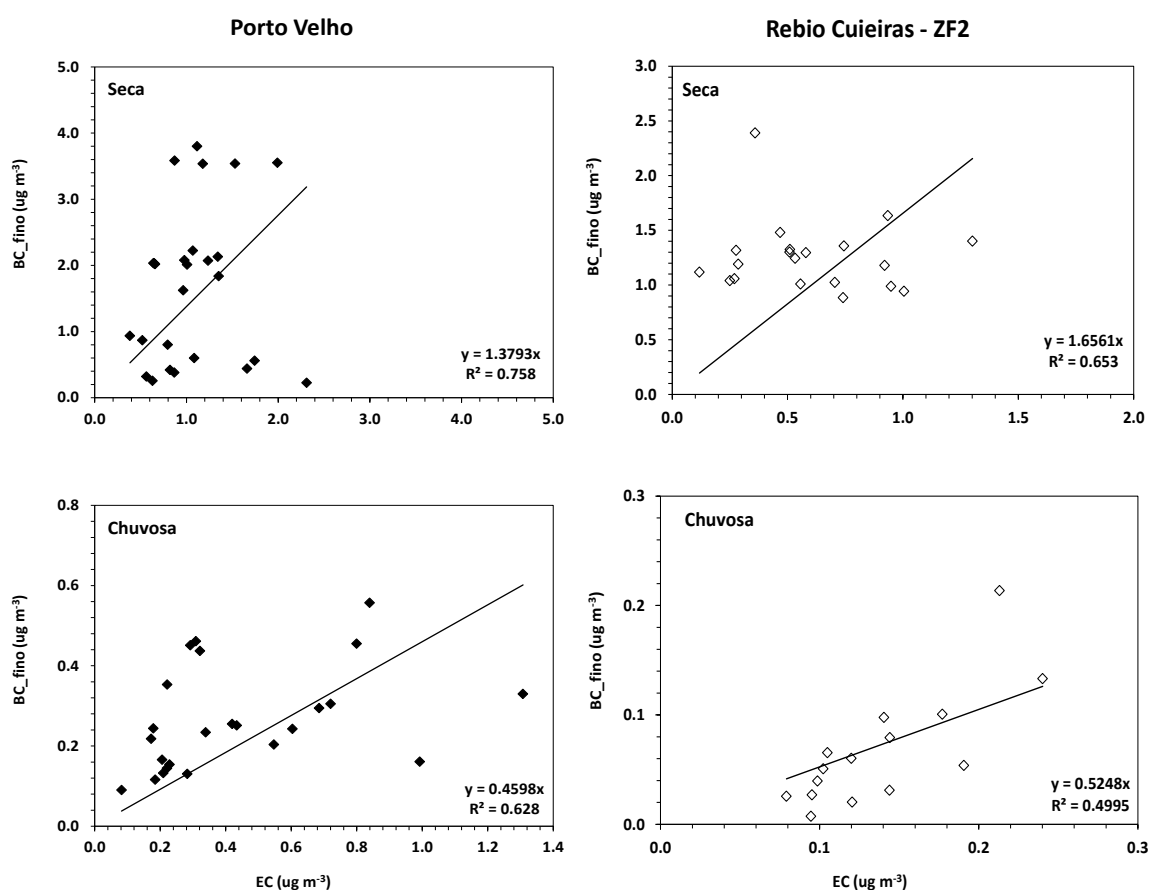 Porto Velho
Rebio Cuieiras - ZF2
5.0
4.0
3.0
2.0
1.0
0.0
BC_fino (ug m-3)
Seca
y = 1.3793x
R² = 0.758
0.0 1.0 2.0 3.0 4.0 5.0
3.0
2.5
2.0
1.5
1.0
0.5
0.0
BC_fino (ug m-3)
Seca
y = 1.6561x
R² = 0.653
0.0 0.5 1.0 1.5 2.0
0.8
0.6
0.4
0.2
0.0
BC_fino (ug m-3)
Chuvosa
y = 0.4598x
R² = 0.628
0.0 0.2 0.4 0.6 0.8 1.0 1.2 1.4
EC (ug m-3)
0.3
0.2
0.1
0.0
BC_fino (ug m-3)
Chuvosa
y = 0.5248x
R² = 0.4995
0.0 0.1 0.2 0.3
EC (ug m-3)